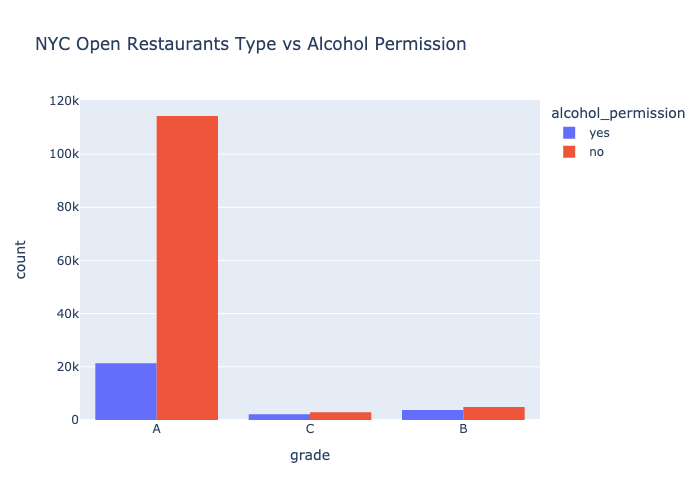 NYC Open Restaurants Type vs Alcohol Permission
alcohol_permission
yes
no
120k
100k
80k
60k
40k
20k
0
count
A
C
B
grade